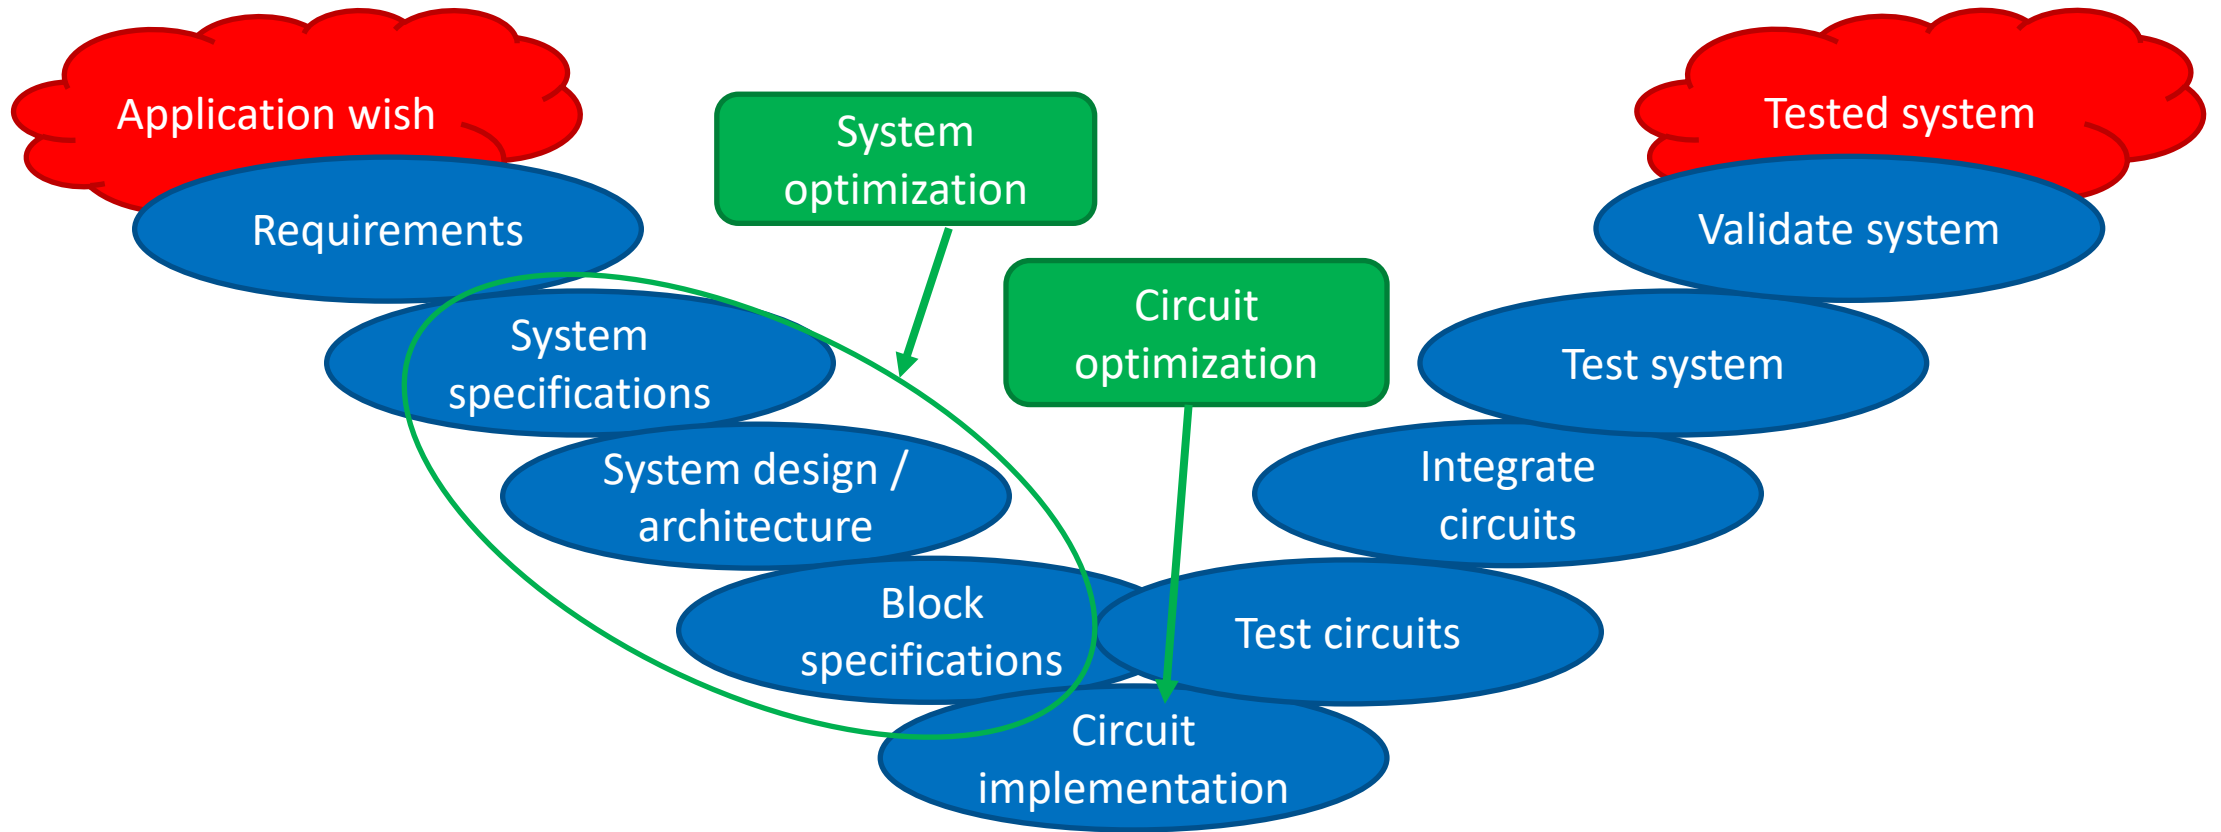 Application wish
Requirements
System
specifications
System design /
architecture
Block
specifications
Circuit
implementation
Test circuits
Integrate
circuits
Test system
Validate system
Tested system
System
optimization
Circuit
optimization